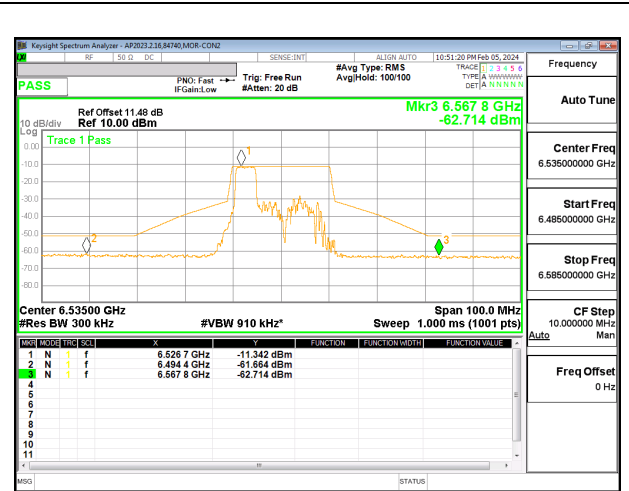 Keysight Spectrum Analyzer - AP2023.2.16,84740,MOR-CON2
RF 50 Ω DC SENSE:INT ALIGN AUTO 10:51:20 PM Feb 05, 2024
PASS
PNO: Fast
IFGain:Low
Trig: Free Run
#Atten: 20 dB
#Avg Type: RMS
Avg|Hold: 100/100
TRACE 1 2 3 4 5 6
TYPE A WWWWW
DET A N N N N N
Ref Offset 11.48 dB
Ref 10.00 dBm
10 dB/div
Log
Mkr3 6.567 8 GHz
-62.714 dBm
Trace 1 Pass
0.00
-10.0
-20.0
-30.0
-40.0
-50.0
-60.0
-70.0
-80.0
1
2
3
Center 6.53500 GHz
Span 100.0 MHz
#Res BW 300 kHz
#VBW 910 kHz*
Sweep 1.000 ms (1001 pts)
MKR MODE TRC SCL X Y FUNCTION FUNCTION WIDTH FUNCTION VALUE
1 N 1 f 6.526 7 GHz -11.342 dBm
2 N 1 f 6.494 4 GHz -61.664 dBm
3 N 1 f 6.567 8 GHz -62.714 dBm
4
5
6
7
8
9
10
11
MSG
STATUS
Frequency
Auto Tune
Center Freq
6.535000000 GHz
Start Freq
6.485000000 GHz
Stop Freq
6.585000000 GHz
CF Step
10.000000 MHz
Auto Man
Freq Offset
0 Hz